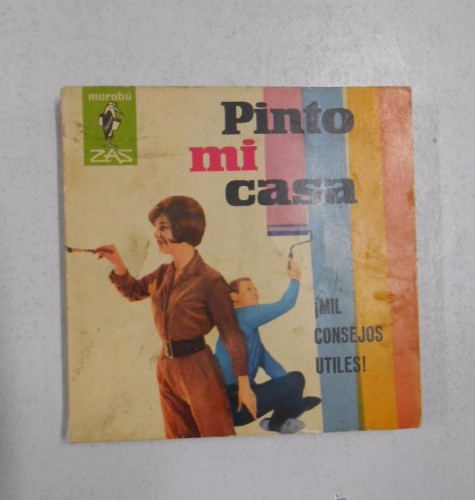 marabú
ZAS
Pinto
mi
casa
¡MIL
CONSEJOS
UTILES!